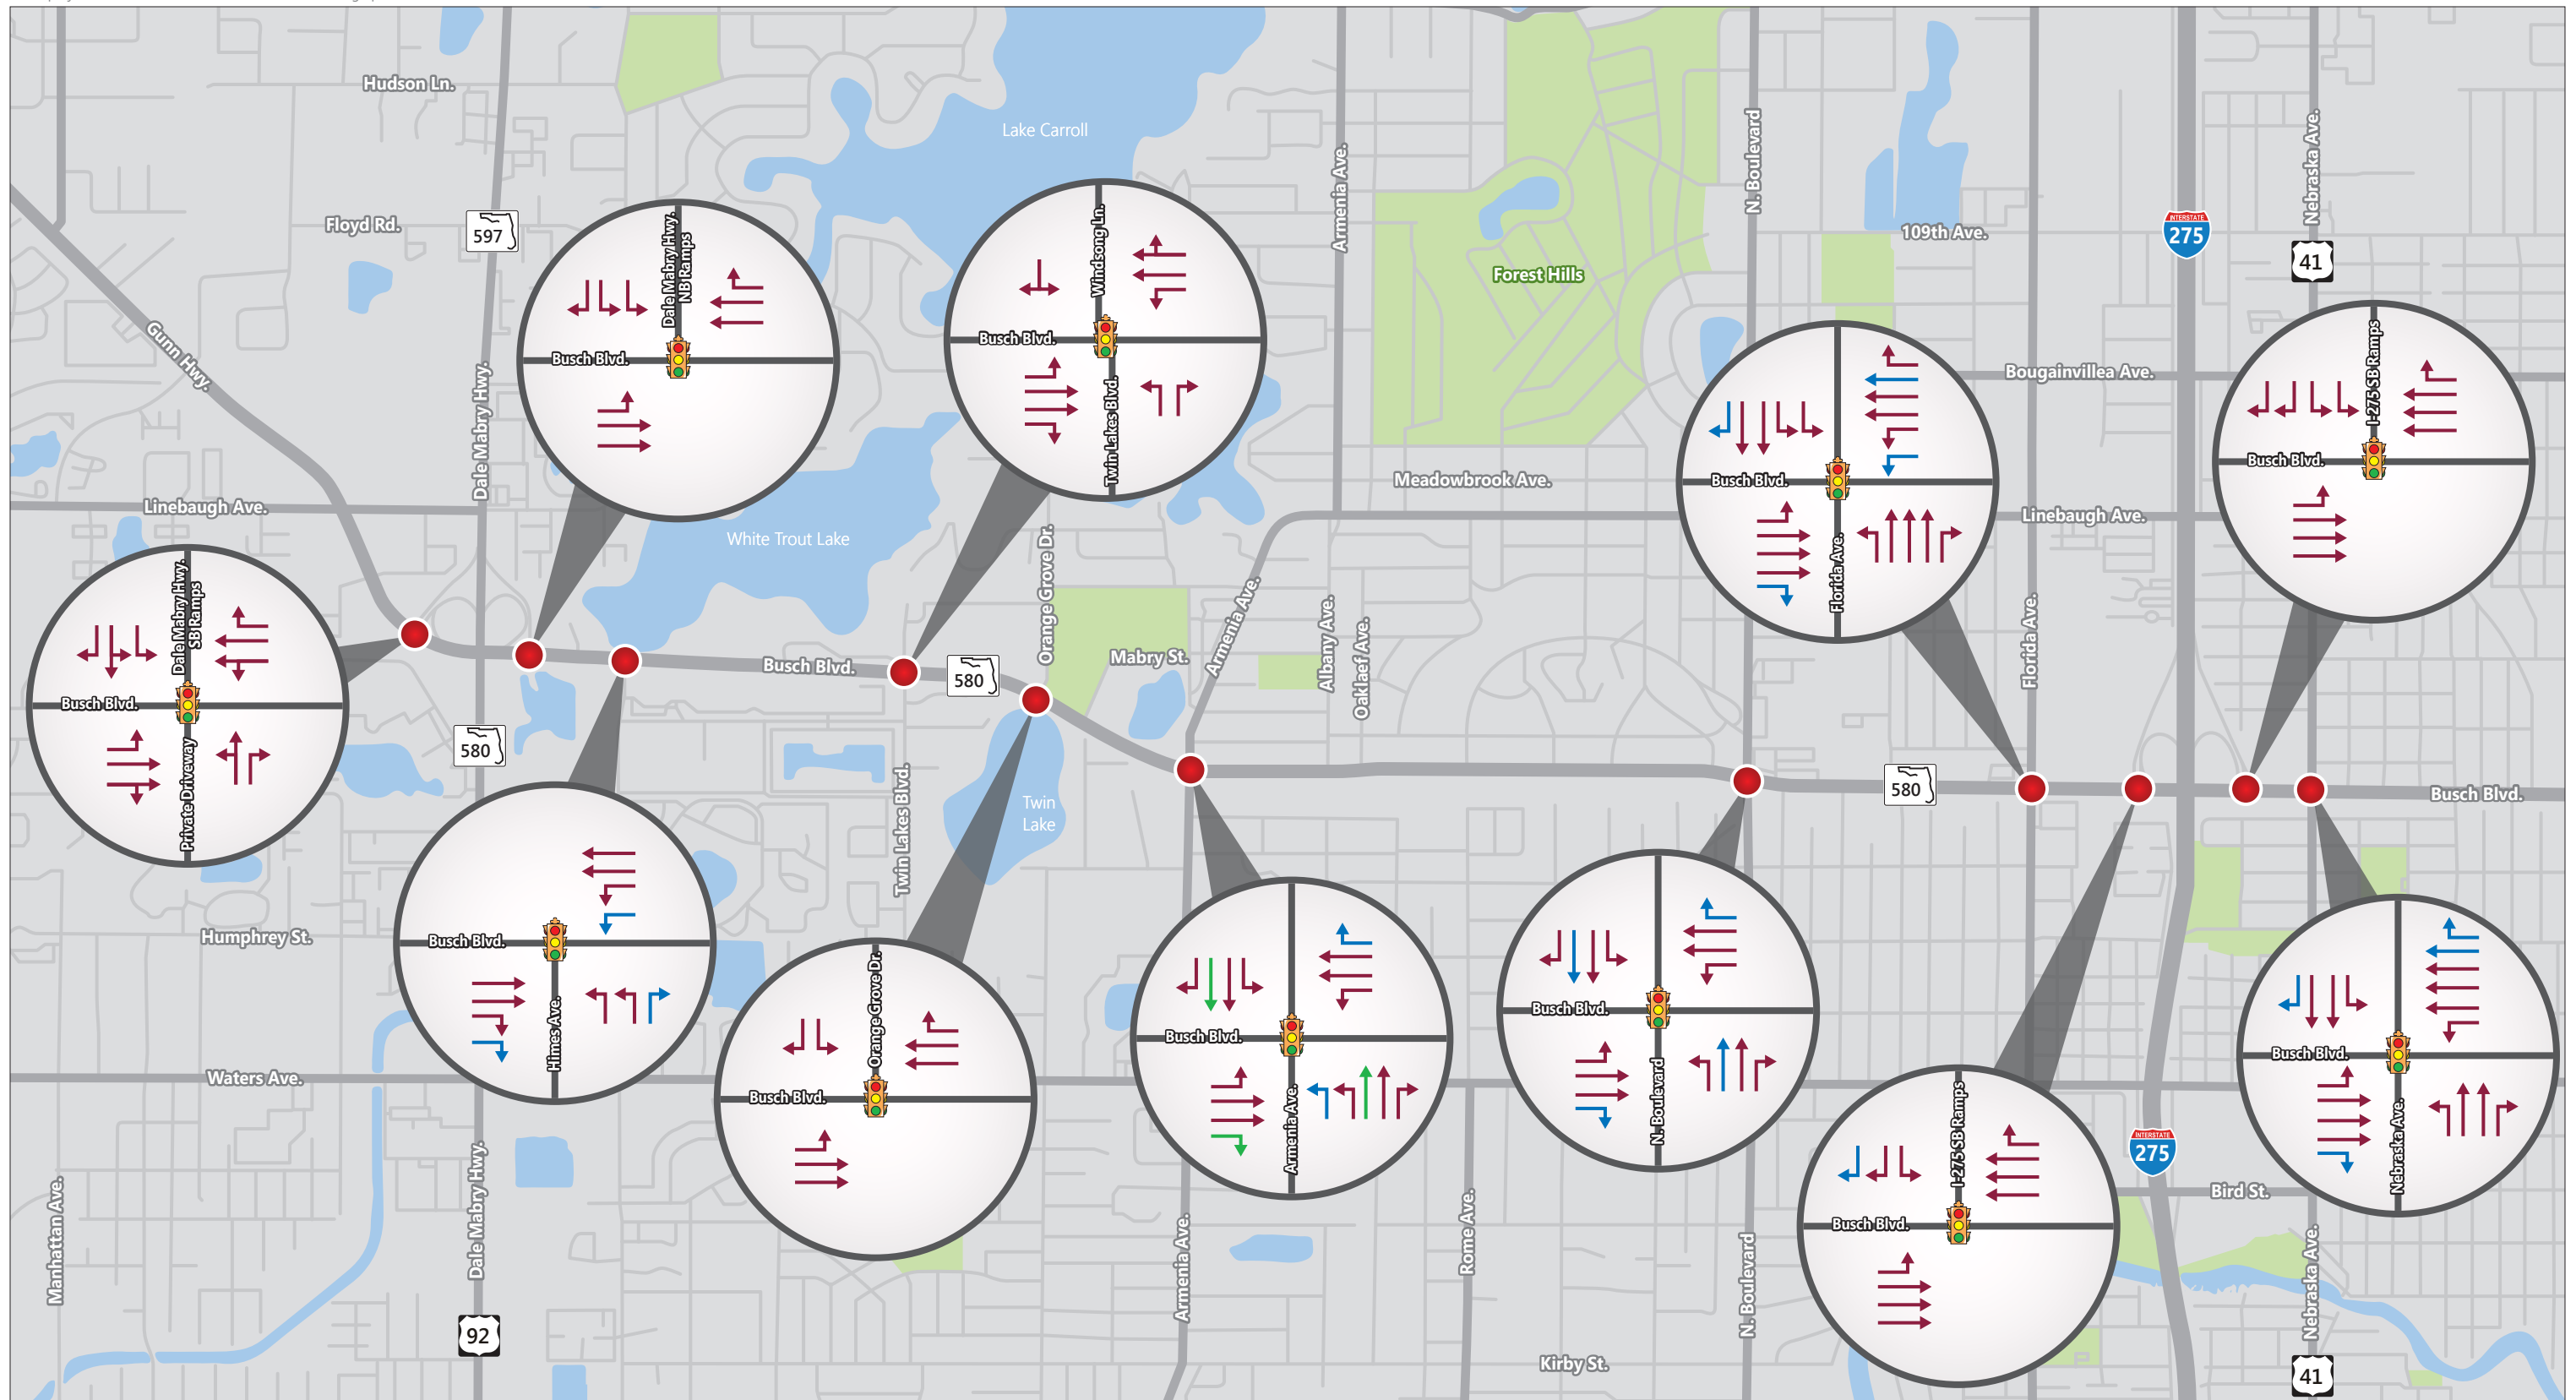 Hudson Ln.
Lake Carroll
Armenia Ave.
N. Boulevard
Nebraska Ave.
Floyd Rd.
597
109th Ave.
INTERSTATE
275
41
Forest Hills
Gunn Hwy.
Dale Mabry Hwy.
Dale Mabry Hwy.
NB Ramps
Busch Blvd.
Windsong Ln.
Busch Blvd.
Twin Lakes Blvd.
Bougainvillea Ave.
Busch Blvd.
Florida Ave.
I-275 SB Ramps
Busch Blvd.
Linebaugh Ave.
Meadowbrook Ave.
Linebaugh Ave.
White Trout Lake
Orange Grove Dr.
Armenia Ave.
Albany Ave.
Oaklaef Ave.
Florida Ave.
Dale Mabry Hwy.
SB Ramps
Busch Blvd.
Private Driveway
Busch Blvd.
580
Mabry St.
580
580
Busch Blvd.
Twin
Lake
Twin Lakes Blvd.
Humphrey St.
Busch Blvd.
Himes Ave.
Orange Grove Dr.
Busch Blvd.
Busch Blvd.
Armenia Ave.
Busch Blvd.
N. Boulevard
I-275 SB Ramps
Busch Blvd.
Busch Blvd.
Nebraska Ave.
Waters Ave.
INTERSTATE
275
Bird St.
Manhattan Ave.
Dale Mabry Hwy.
Armenia Ave.
Rome Ave.
N. Boulevard
Nebraska Ave.
92
Kirby St.
41